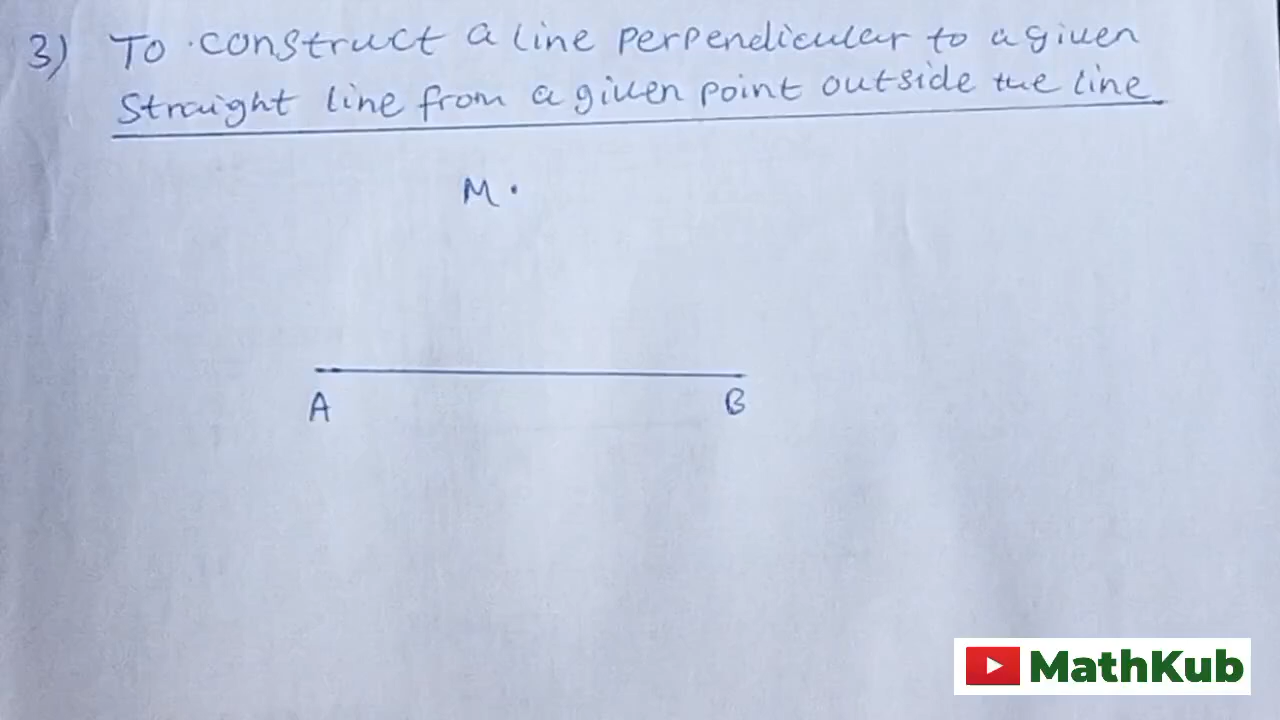 3) To construct a line perpendicular to a given
straight line from a given point outside the line
M
A
B
MathKub